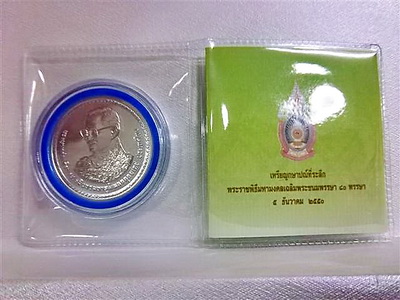 เหรียญกษาปณ์ที่ระลึก
พระราชพิธีมหามงคลเฉลิมพระชนมพรรษา ๘๐ พรรษา
๕ ธันวาคม ๒๕๕๐